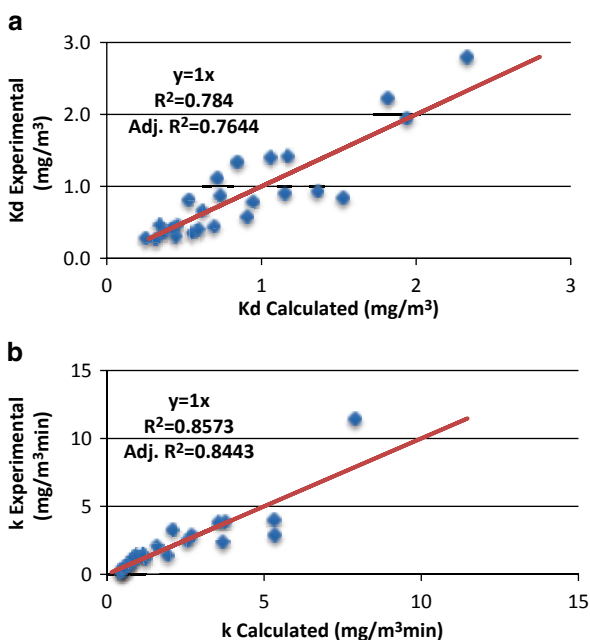 a
3.0
2.0
1.0
0.0
Kd Experimental
(mg/m³)
y=1x
R²=0.784
Adj. R²=0.7644
0 1 2 3
Kd Calculated (mg/m³)
b
15
10
5
0
k Experimental
(mg/m³min)
y=1x
R²=0.8573
Adj. R²=0.8443
0 5 10 15
k Calculated (mg/m³min)